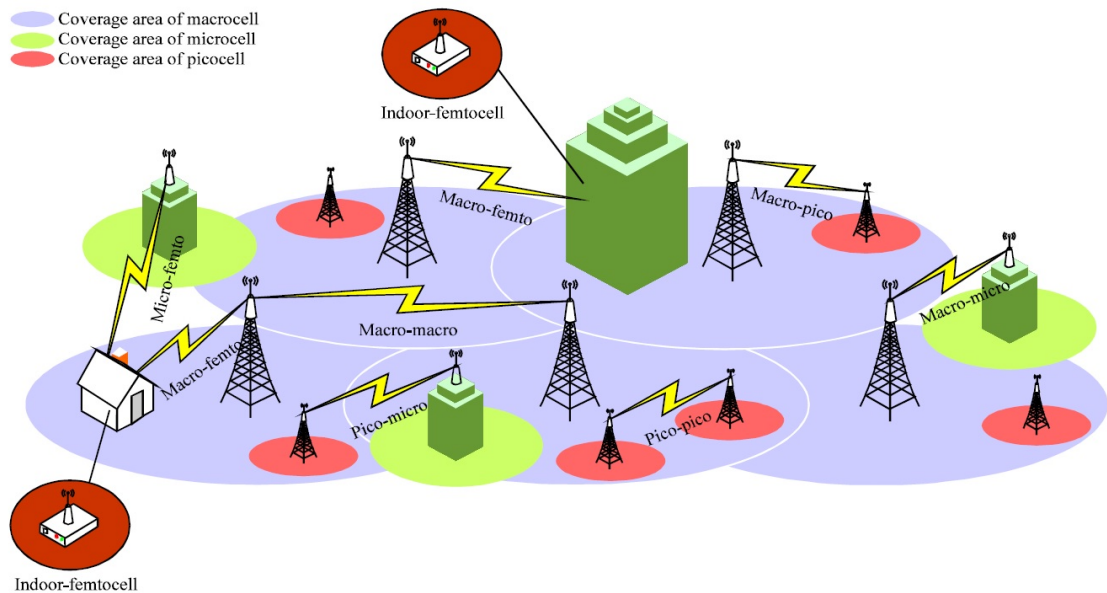 Coverage area of macrocell
Coverage area of microcell
Coverage area of picocell
Indoor-femtocell
Macro-femto
Macro-pico
Micro-femto
Macro-macro
Macro-micro
Macro-femto
Pico-micro
Pico-pico
Indoor-femtocell